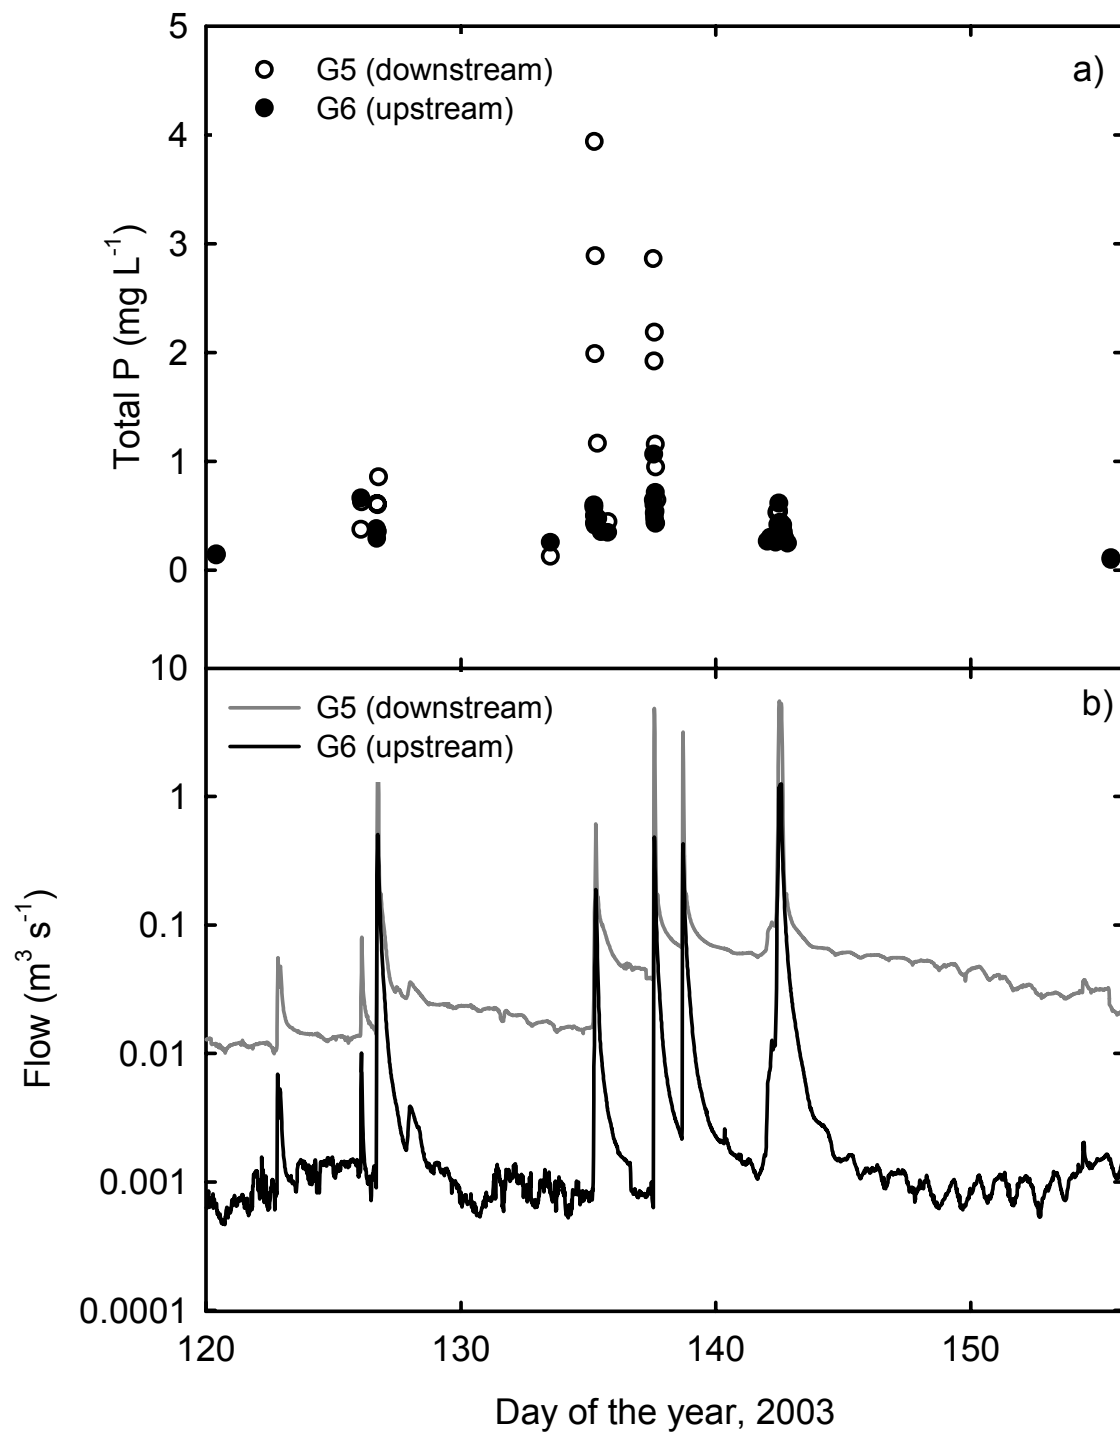 5
G5 (downstream)
a)
G6 (upstream)
4
3
Total P (mg L-1)
2
1
0
10
G5 (downstream)
b)
G6 (upstream)
1
0.1
Flow (m3 s-1)
0.01
0.001
0.0001
120 130 140 150
Day of the year, 2003